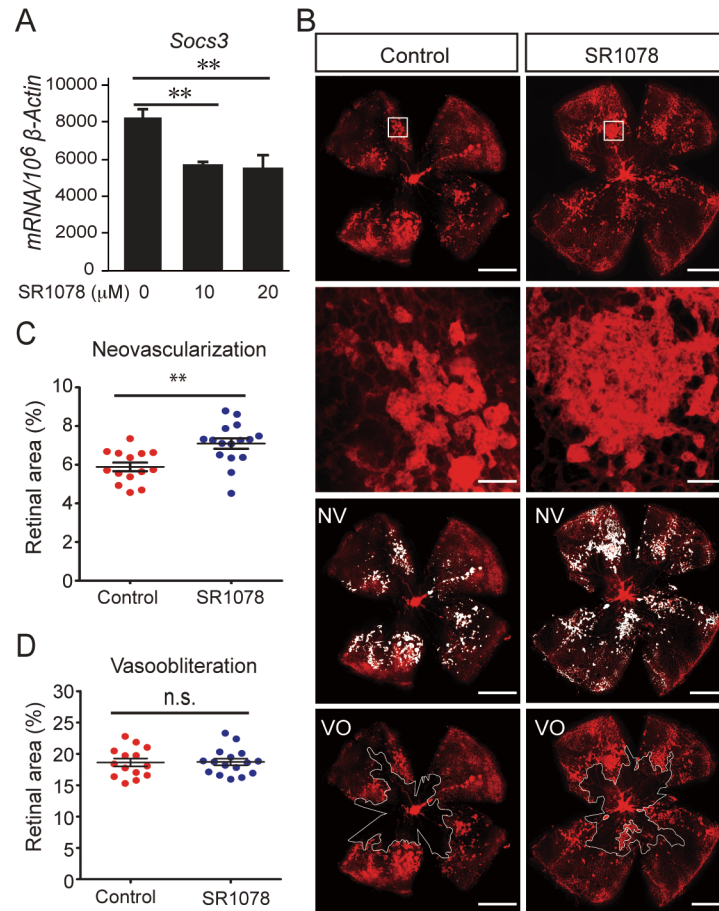 A
Socs3
**
**
mRNA/10⁶ β-Actin
10000
8000
6000
4000
2000
0
SR1078 (μM) 0 10 20
B
Control SR1078
NV NV
VO VO
C
Neovascularization
**
Retinal area (%)
10
8
6
4
2
0
Control SR1078
D
Vasoobliteration
n.s.
Retinal area (%)
30
25
20
15
10
5
0
Control SR1078